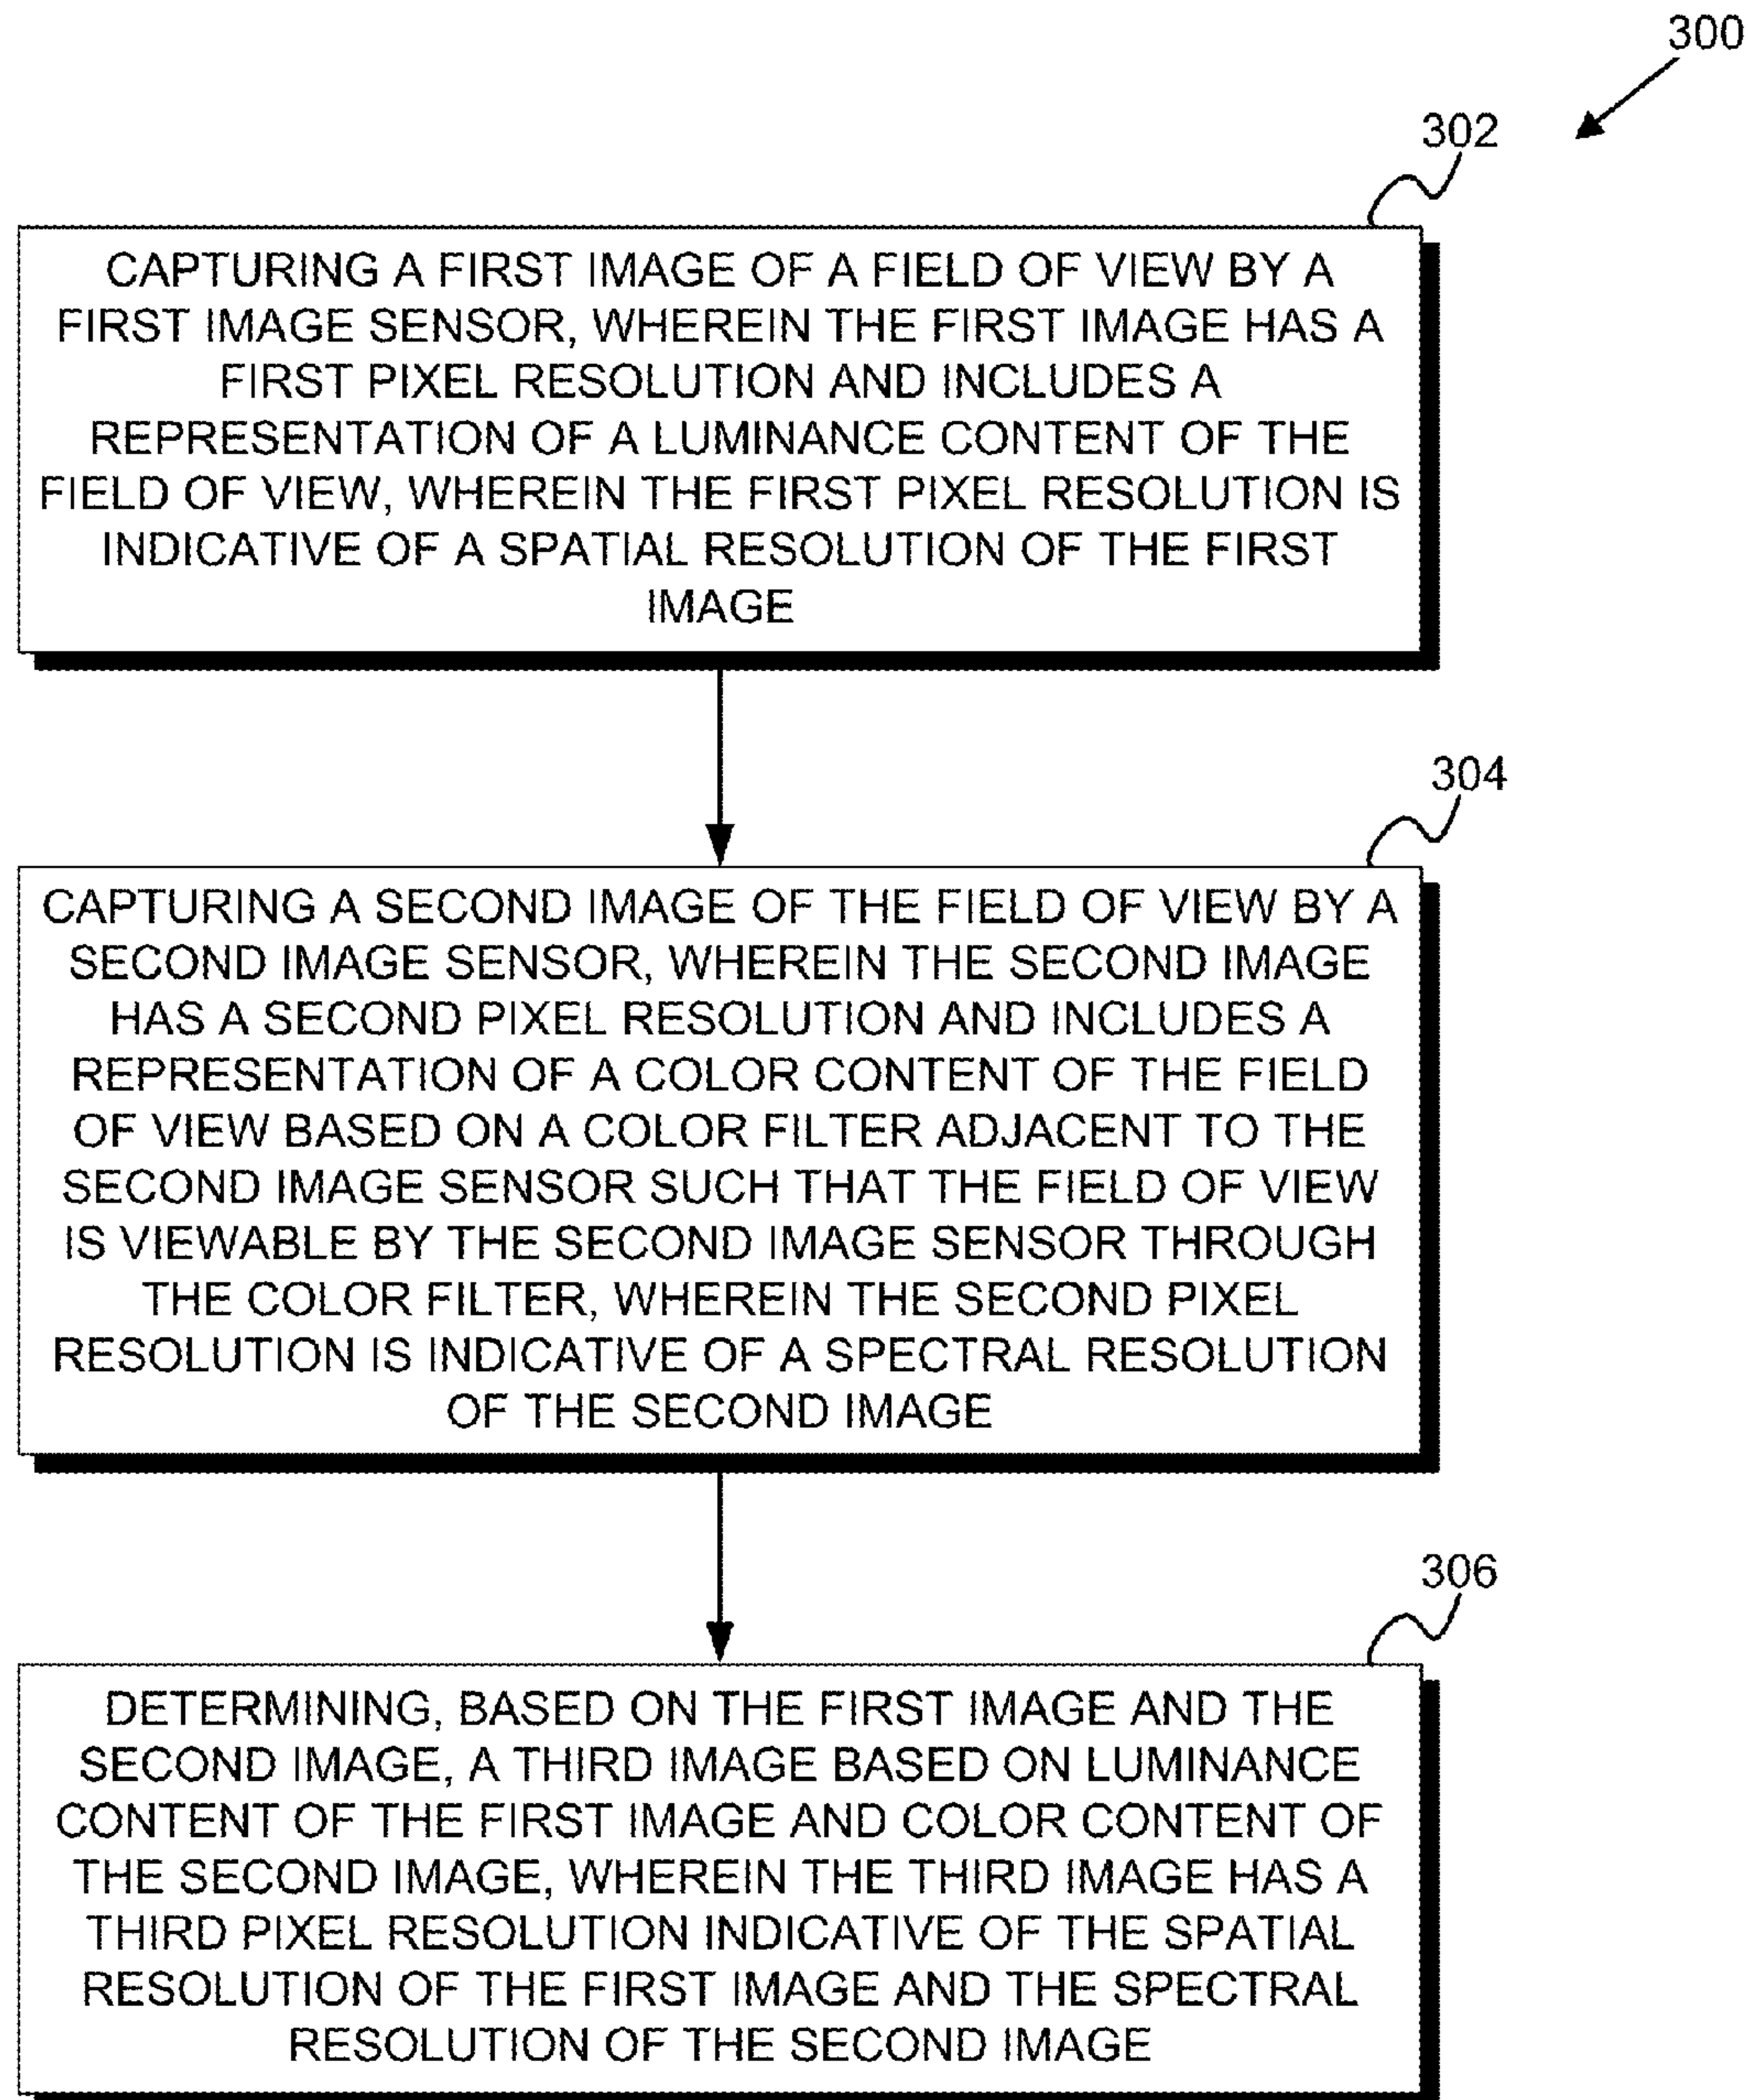 300
302
CAPTURING A FIRST IMAGE OF A FIELD OF VIEW BY A
FIRST IMAGE SENSOR, WHEREIN THE FIRST IMAGE HAS A
FIRST PIXEL RESOLUTION AND INCLUDES A
REPRESENTATION OF A LUMINANCE CONTENT OF THE
FIELD OF VIEW, WHEREIN THE FIRST PIXEL RESOLUTION IS
INDICATIVE OF A SPATIAL RESOLUTION OF THE FIRST
IMAGE
304
CAPTURING A SECOND IMAGE OF THE FIELD OF VIEW BY A
SECOND IMAGE SENSOR, WHEREIN THE SECOND IMAGE
HAS A SECOND PIXEL RESOLUTION AND INCLUDES A
REPRESENTATION OF A COLOR CONTENT OF THE FIELD
OF VIEW BASED ON A COLOR FILTER ADJACENT TO THE
SECOND IMAGE SENSOR SUCH THAT THE FIELD OF VIEW
IS VIEWABLE BY THE SECOND IMAGE SENSOR THROUGH
THE COLOR FILTER, WHEREIN THE SECOND PIXEL
RESOLUTION IS INDICATIVE OF A SPECTRAL RESOLUTION
OF THE SECOND IMAGE
306
DETERMINING, BASED ON THE FIRST IMAGE AND THE
SECOND IMAGE, A THIRD IMAGE BASED ON LUMINANCE
CONTENT OF THE FIRST IMAGE AND COLOR CONTENT OF
THE SECOND IMAGE, WHEREIN THE THIRD IMAGE HAS A
THIRD PIXEL RESOLUTION INDICATIVE OF THE SPATIAL
RESOLUTION OF THE FIRST IMAGE AND THE SPECTRAL
RESOLUTION OF THE SECOND IMAGE